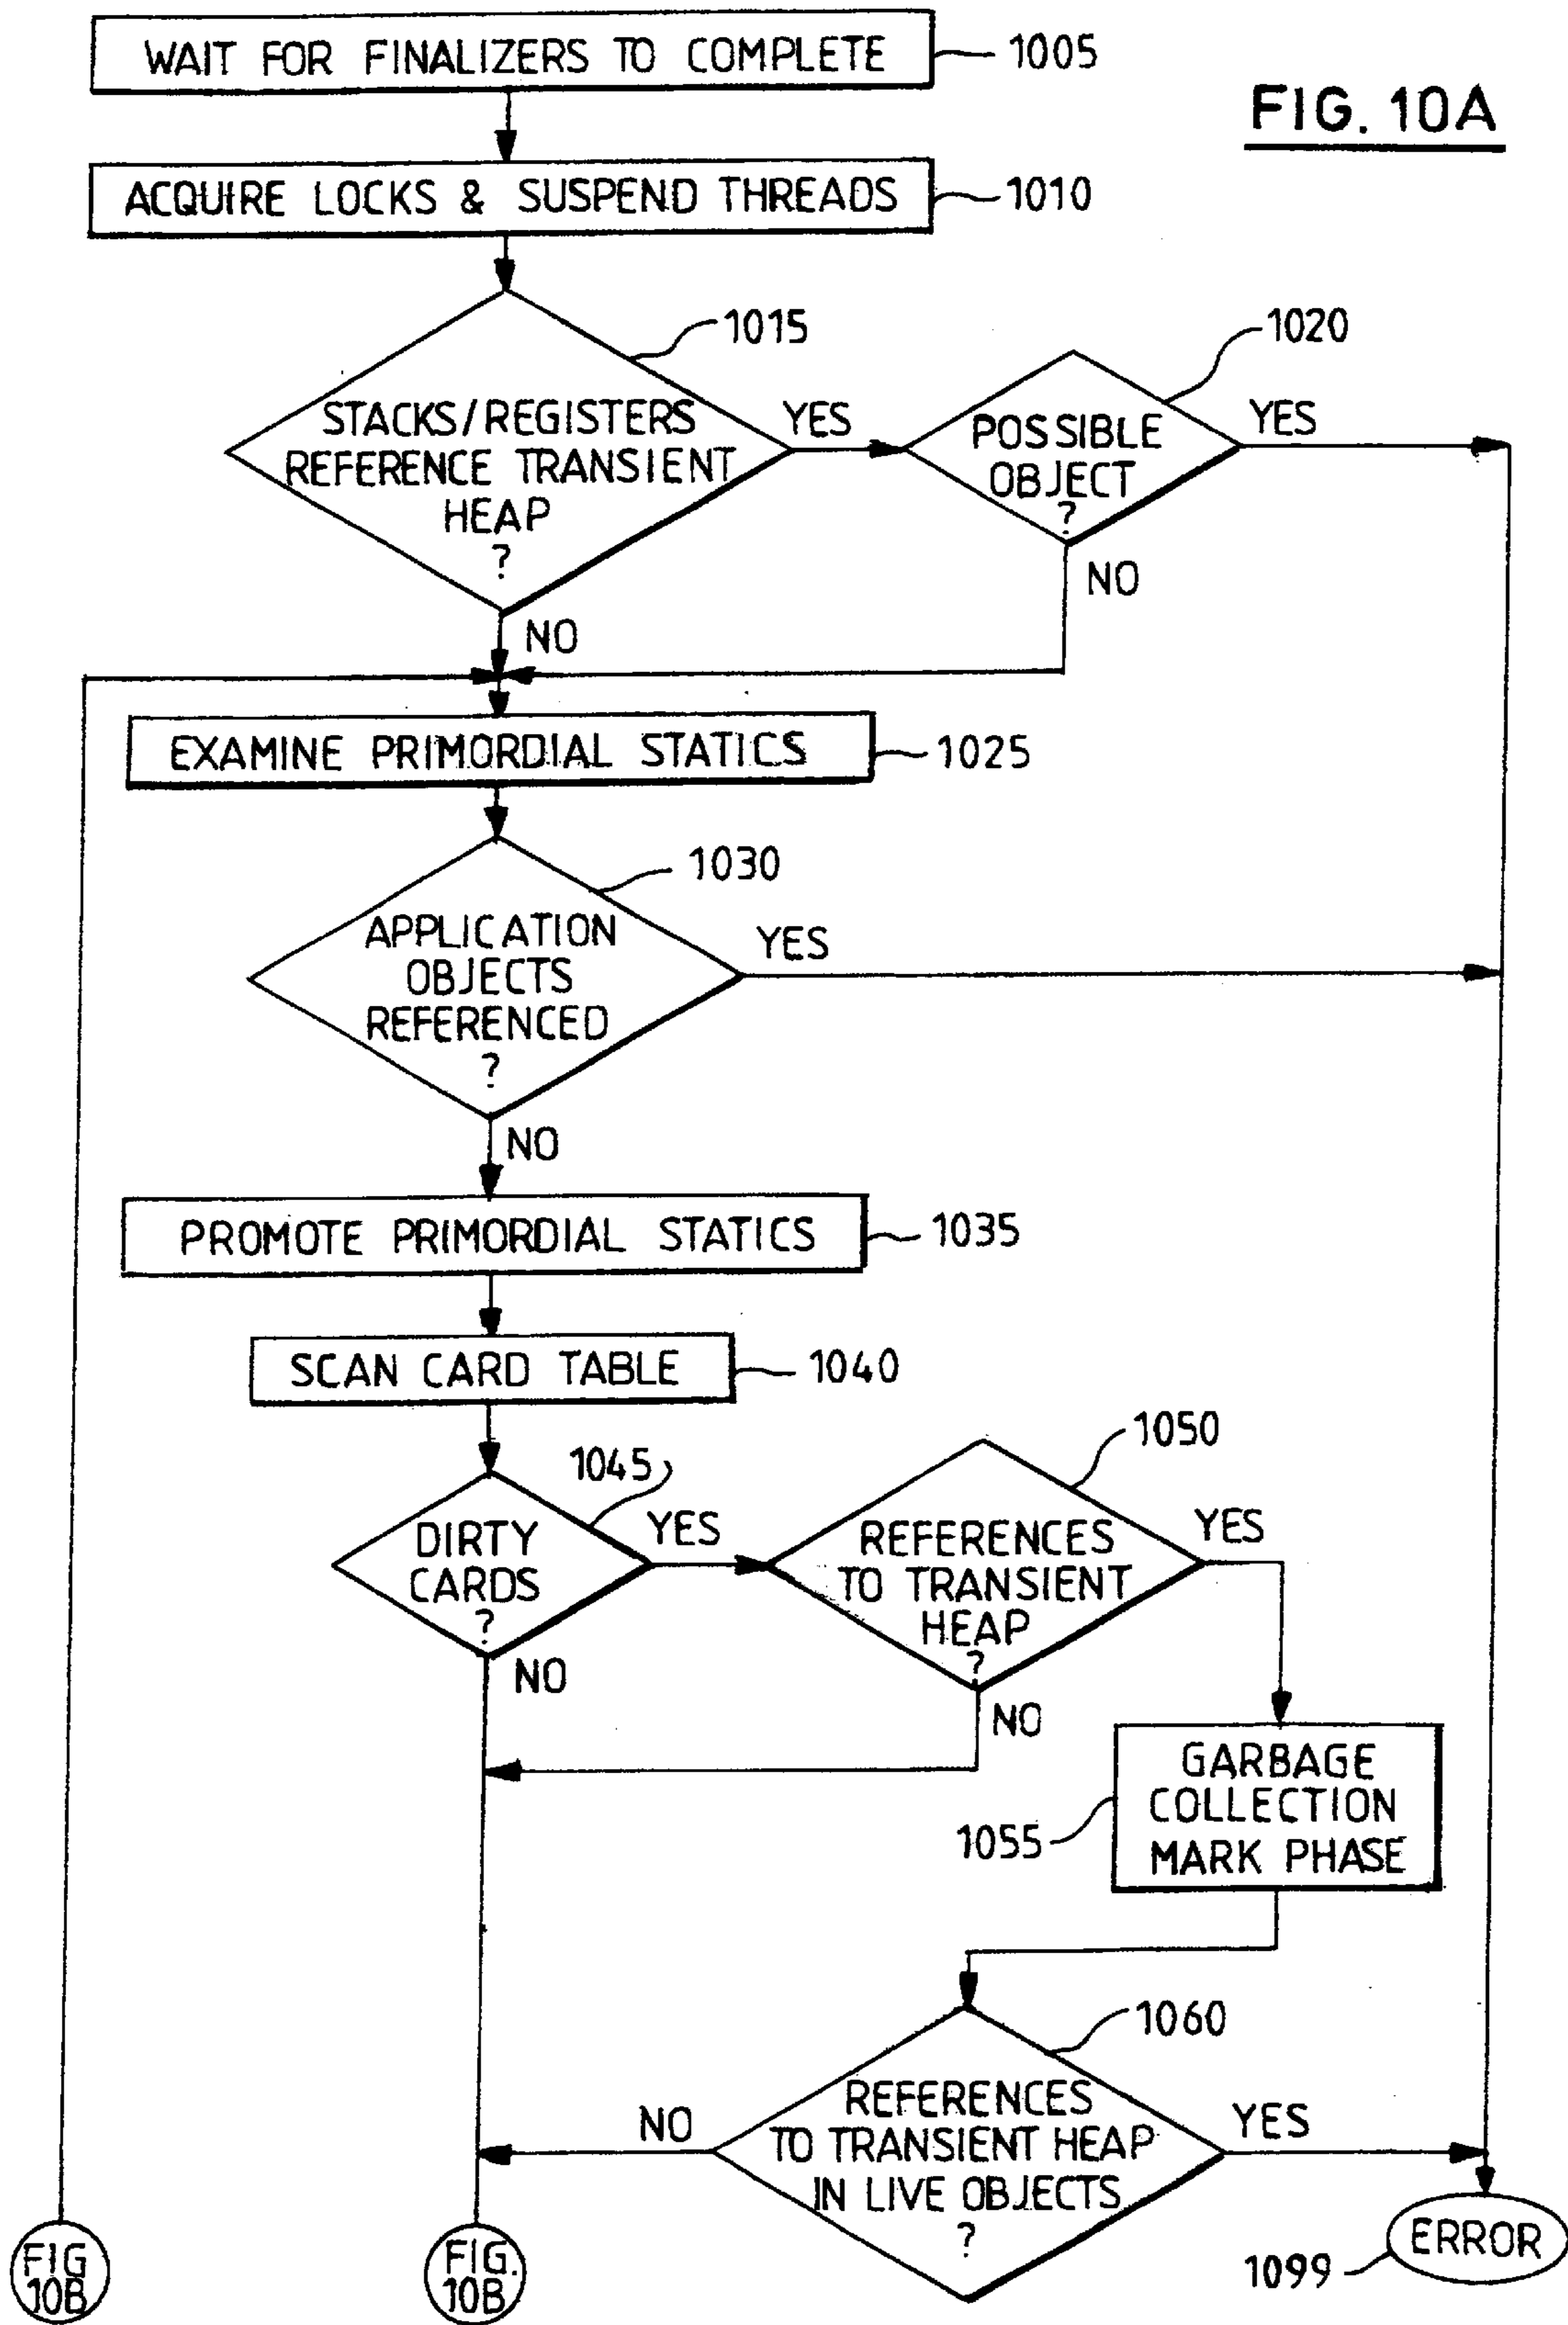 WAIT FOR FINALIZERS TO COMPLETE
1005
FIG. 10A
ACQUIRE LOCKS & SUSPEND THREADS
1010
1015
1020
STACKS/REGISTERS
REFERENCE TRANSIENT
HEAP
?
YES
POSSIBLE
OBJECT
?
YES
NO
NO
EXAMINE PRIMORDIAL STATICS
1025
1030
APPLICATION
OBJECTS
REFERENCED
?
YES
NO
PROMOTE PRIMORDIAL STATICS
1035
SCAN CARD TABLE
1040
1045
1050
DIRTY
CARDS
?
YES
REFERENCES
TO TRANSIENT
HEAP
?
YES
NO
NO
GARBAGE
COLLECTION
MARK PHASE
1055
1060
REFERENCES
TO TRANSIENT HEAP
IN LIVE OBJECTS
?
NO
YES
FIG
10B
FIG.
10B
ERROR
1099